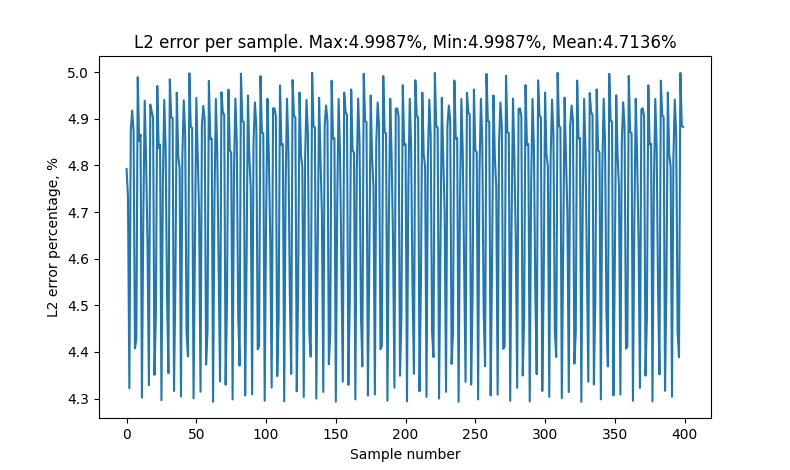 L2 error per sample. Max:4.9987%, Min:4.9987%, Mean:4.7136%
5.0
4.9
4.8
4.7
4.6
4.5
4.4
4.3
L2 error percentage, %
0 50 100 150 200 250 300 350 400
Sample number